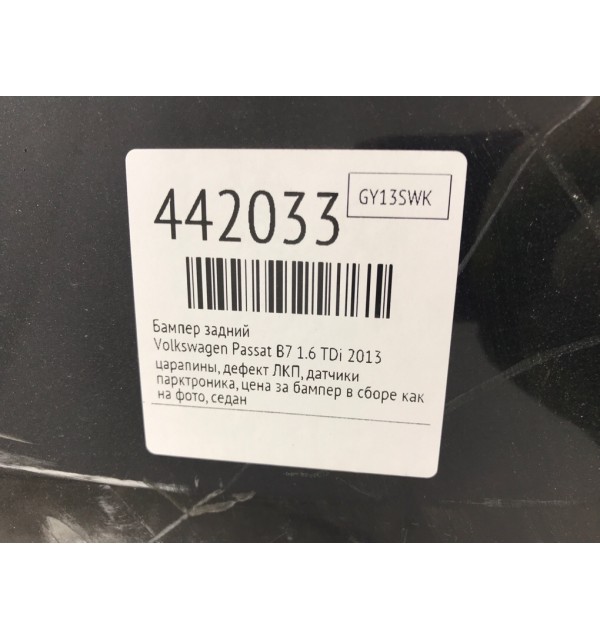 442033
GY13SWK
Бампер задний
Volkswagen Passat B7 1.6 TDi 2013
царапины, дефект ЛКП, датчики
парктроника, цена за бампер в сборе как
на фото, седан